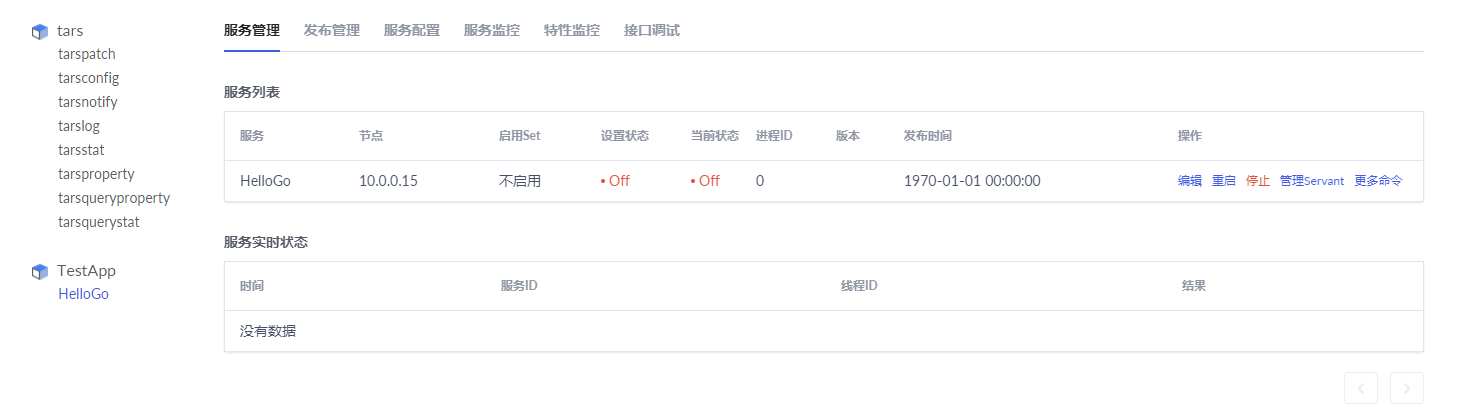 tars
tarspatch
tarsconfig
tarsnotify
tarslog
tarsstat
tarsproperty
tarsqueryproperty
tarsquerystat
TestApp
HelloGo
服务管理 发布管理 服务配置 服务监控 特性监控 接口调试
服务列表
服务 节点 启用Set 设置状态 当前状态 进程ID 版本 发布时间 操作
HelloGo 10.0.0.15 不启用 • Off • Off 0 1970-01-01 00:00:00 编辑 重启 停止 管理Servant 更多命令
服务实时状态
时间 服务ID 线程ID 结果
没有数据